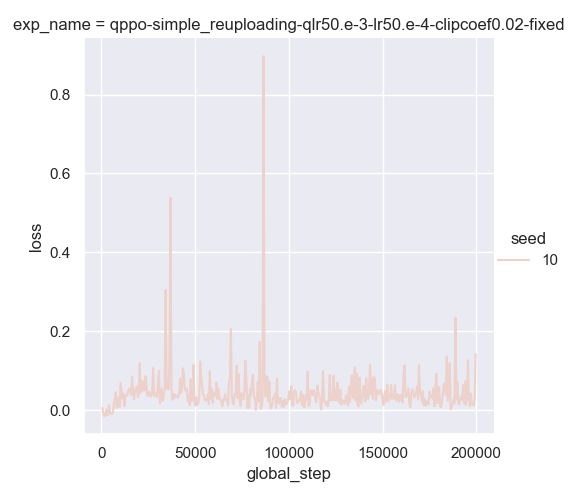 exp_name = qppo-simple_reuploading-qlr50.e-3-lr50.e-4-clipcoef0.02-fixed
0.8
0.6
0.4
0.2
0.0
loss
seed
10
0
50000
100000
150000
200000
global_step